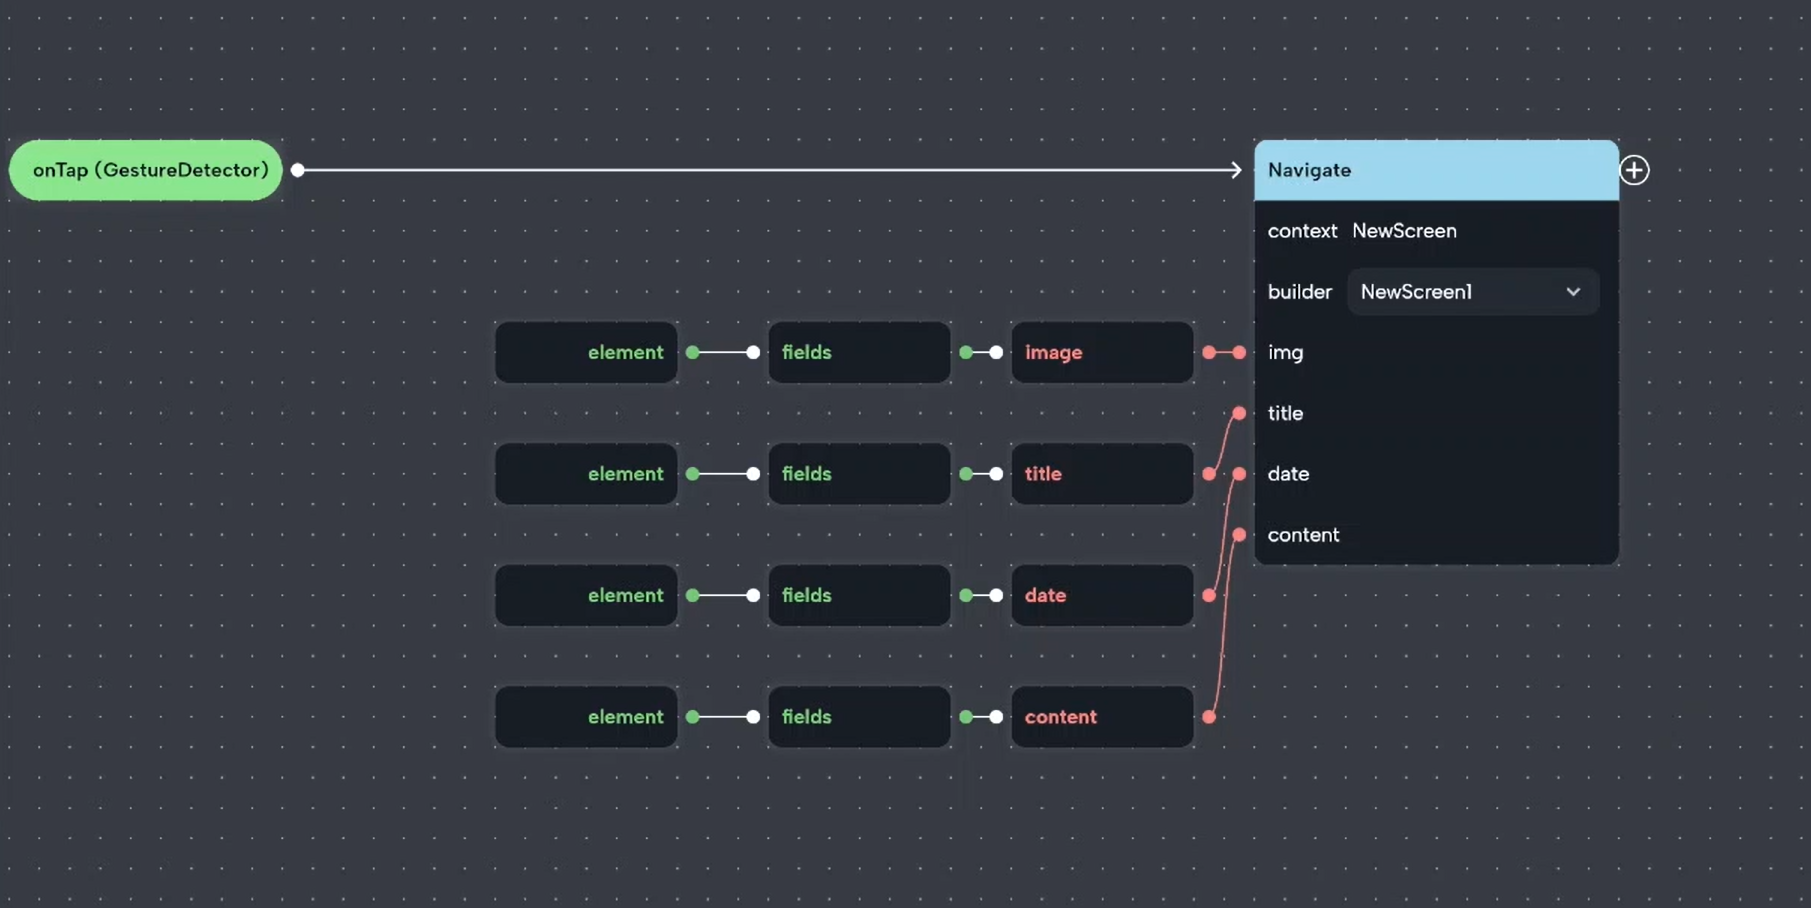 onTap (GestureDetector)
Navigate
context NewScreen
builder NewScreen1
element fields image img
title
element fields title date
content
element fields date
element fields content